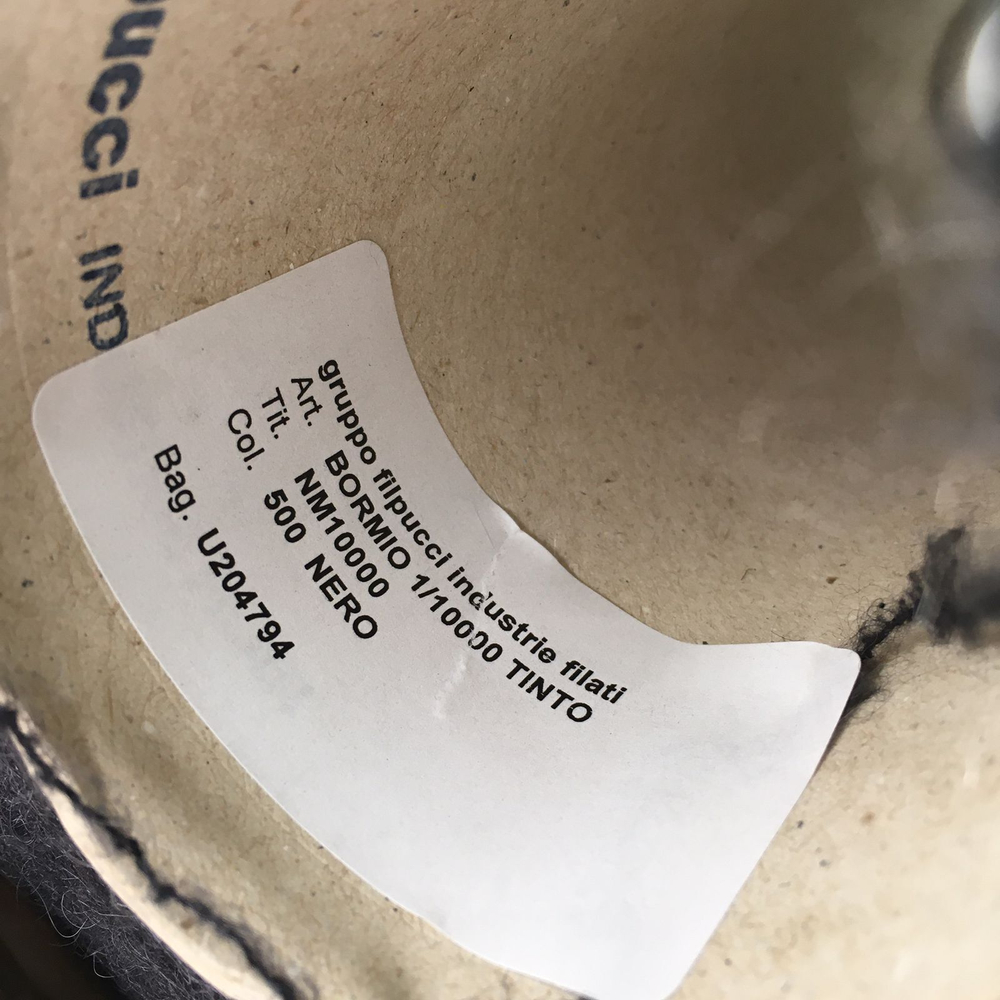 ucci IND
gruppo filpucci industrie filati
Art. BORMIO 1/10000 TINTO
Tit. NM10000
Col. 500 NERO
Bag. U204794